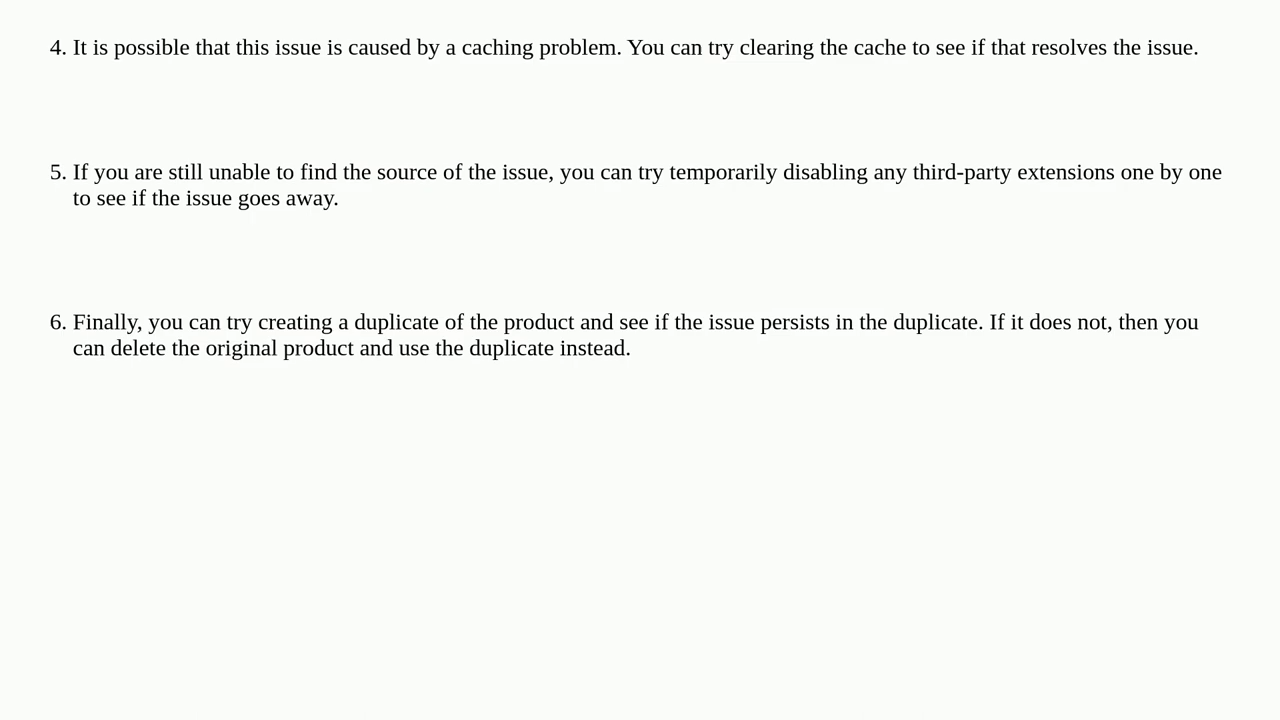 4. It is possible that this issue is caused by a caching problem. You can try clearing the cache to see if that resolves the issue.
5. If you are still unable to find the source of the issue, you can try temporarily disabling any third-party extensions one by one
to see if the issue goes away.
6. Finally, you can try creating a duplicate of the product and see if the issue persists in the duplicate. If it does not, then you
can delete the original product and use the duplicate instead.